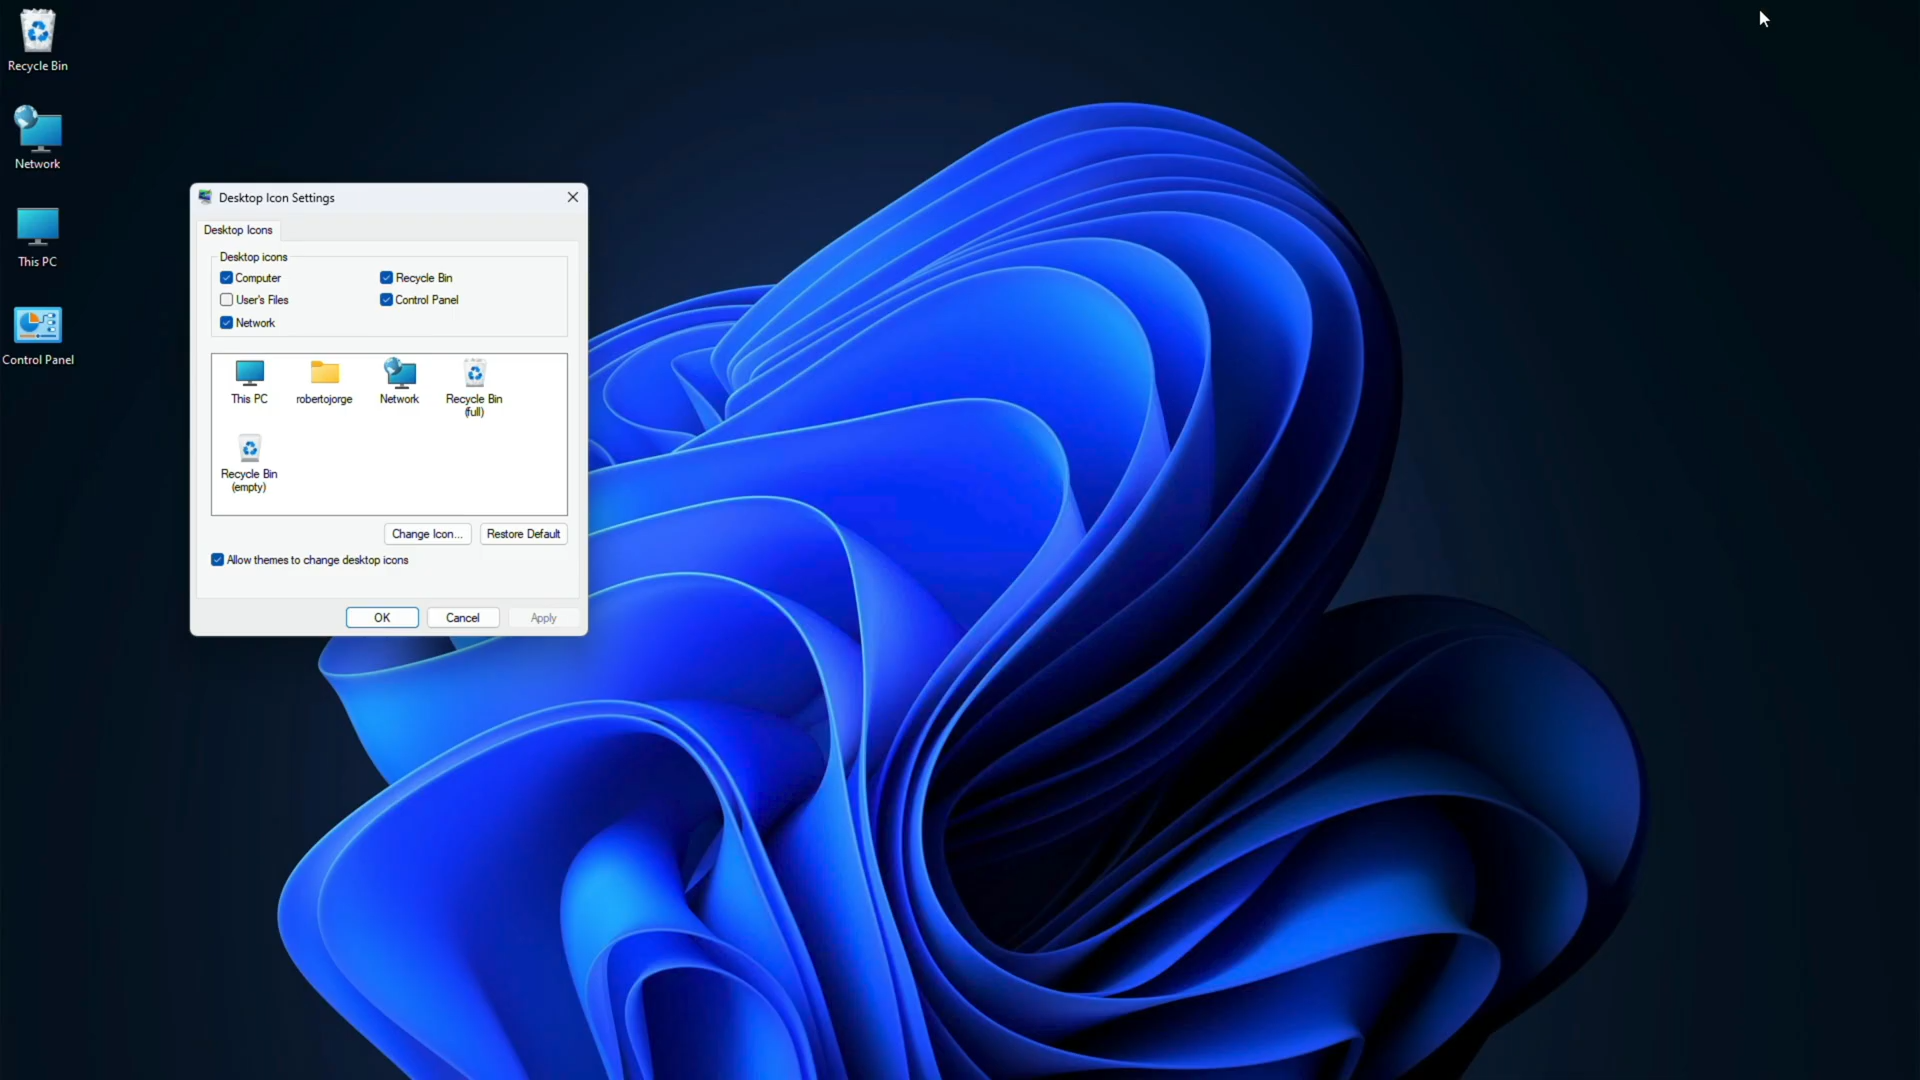 Recycle Bin
Network
This PC
Control Panel
Desktop Icon Settings
Desktop Icons
Desktop icons
Computer
Recycle Bin
User's Files
Control Panel
Network
This PC
robertojorge
Network
Recycle Bin
(full)
Recycle Bin
(empty)
Change Icon...
Restore Default
Allow themes to change desktop icons
OK
Cancel
Apply